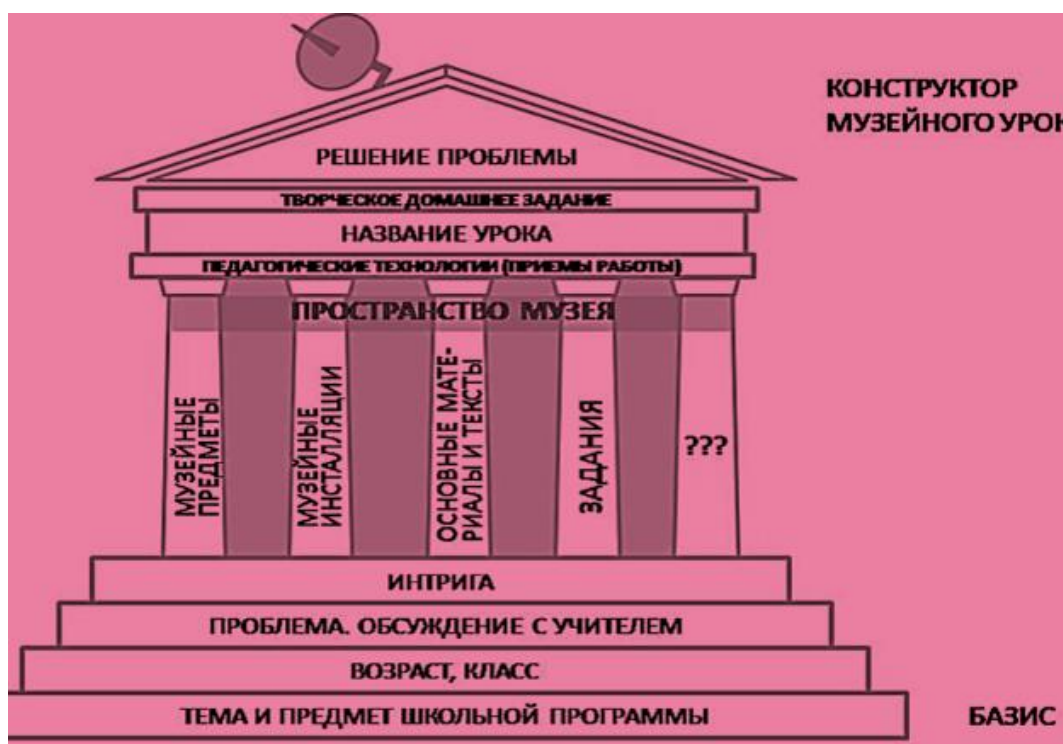 КОНСТРУКТОР
МУЗЕЙНОГО УРОК
РЕШЕНИЕ ПРОБЛЕМЫ
ТВОРЧЕСКОЕ ДОМАШНЕЕ ЗАДАНИЕ
НАЗВАНИЕ УРОКА
ПЕДАГОГИЧЕСКИЕ ТЕХНОЛОГИИ (ПРИЕМЫ РАБОТЫ)
ПРОСТРАНСТВО МУЗЕЯ
МУЗЕЙНЫЕ
ПРЕДМЕТЫ
МУЗЕЙНЫЕ
ИНСТАЛЛЯЦИИ
ОСНОВНЫЕ МАТЕ-
РИАЛЫ И ТЕКСТЫ
ЗАДАНИЯ
???
ИНТРИГА
ПРОБЛЕМА. ОБСУЖДЕНИЕ С УЧИТЕЛЕМ
ВОЗРАСТ, КЛАСС
ТЕМА И ПРЕДМЕТ ШКОЛЬНОЙ ПРОГРАММЫ
БАЗИС